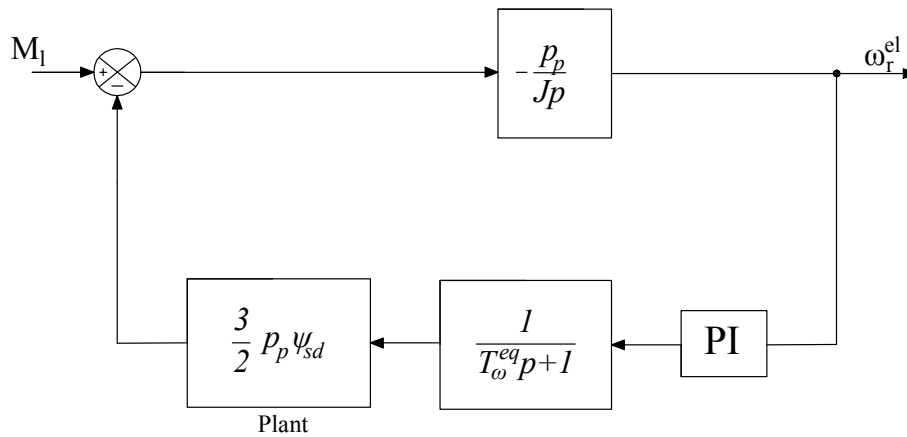 M_l
+
−
− p_p / Jp
ω_r^el
3/2 p_p ψ_sd
1 / T_ω^eq p+1
PI
Plant